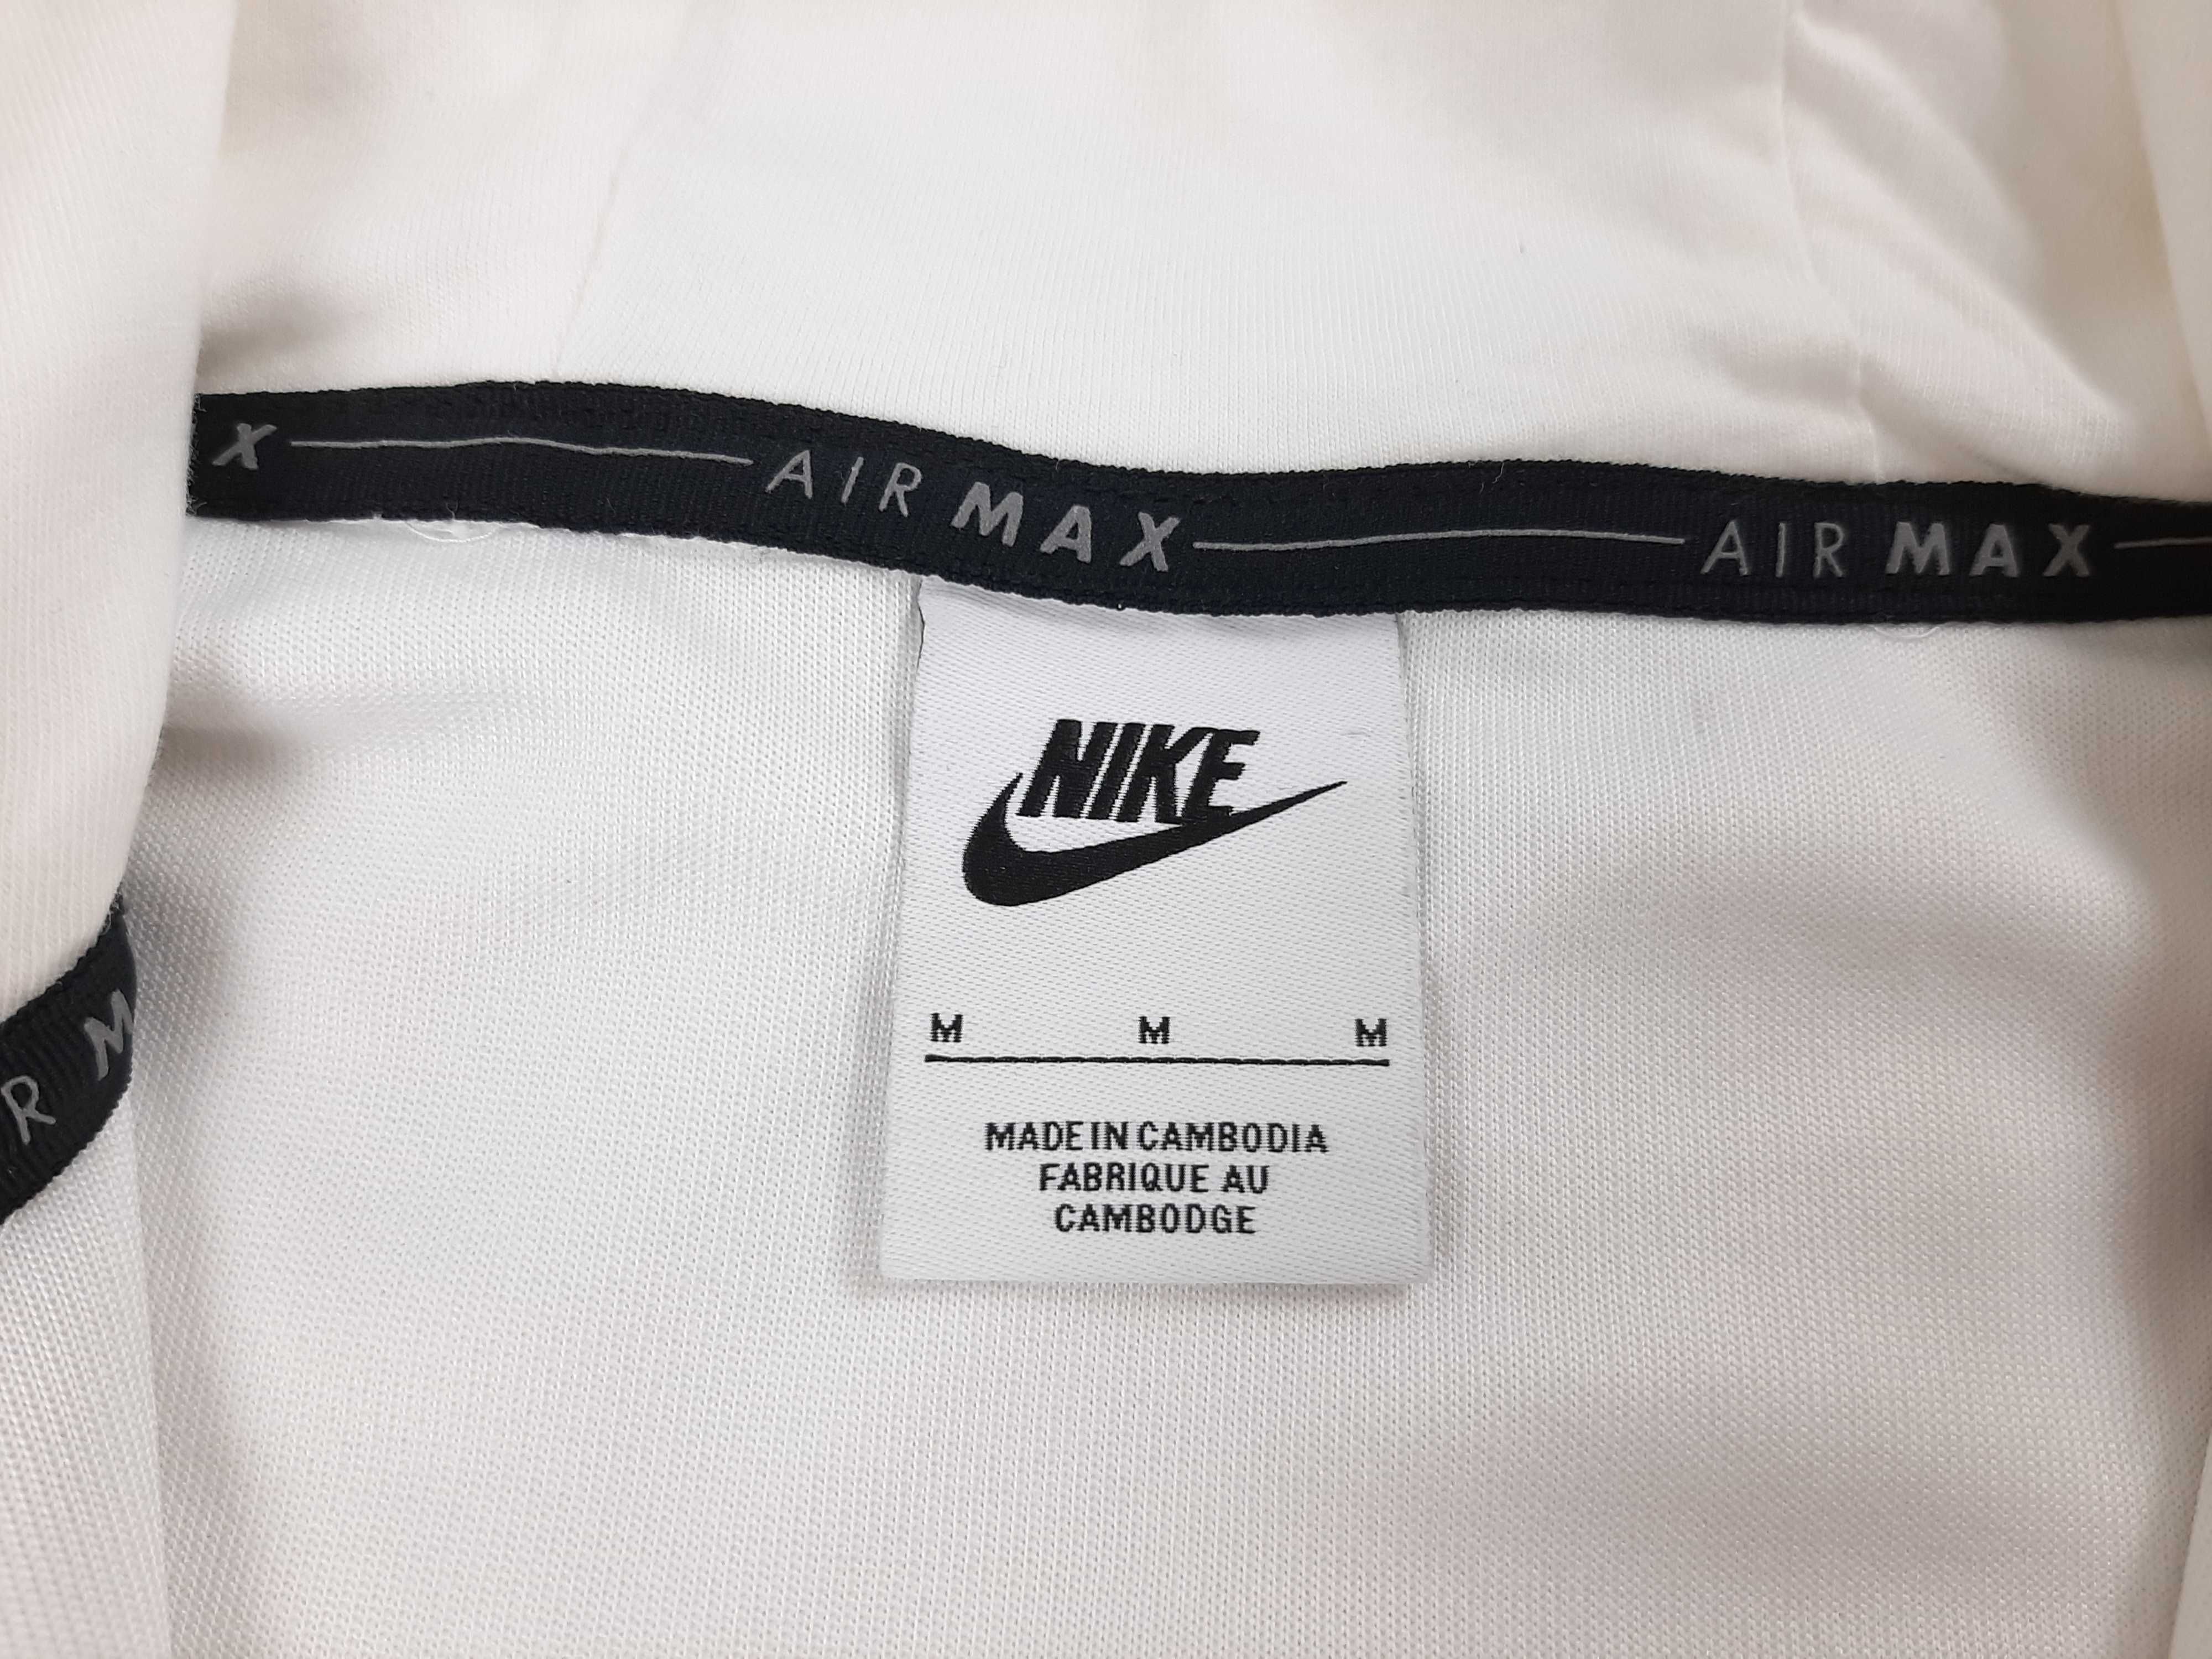 X AIR MAX AIR MAX
NIKE
M M M
MADE IN CAMBODIA
FABRIQUE AU
CAMBODGE
R M